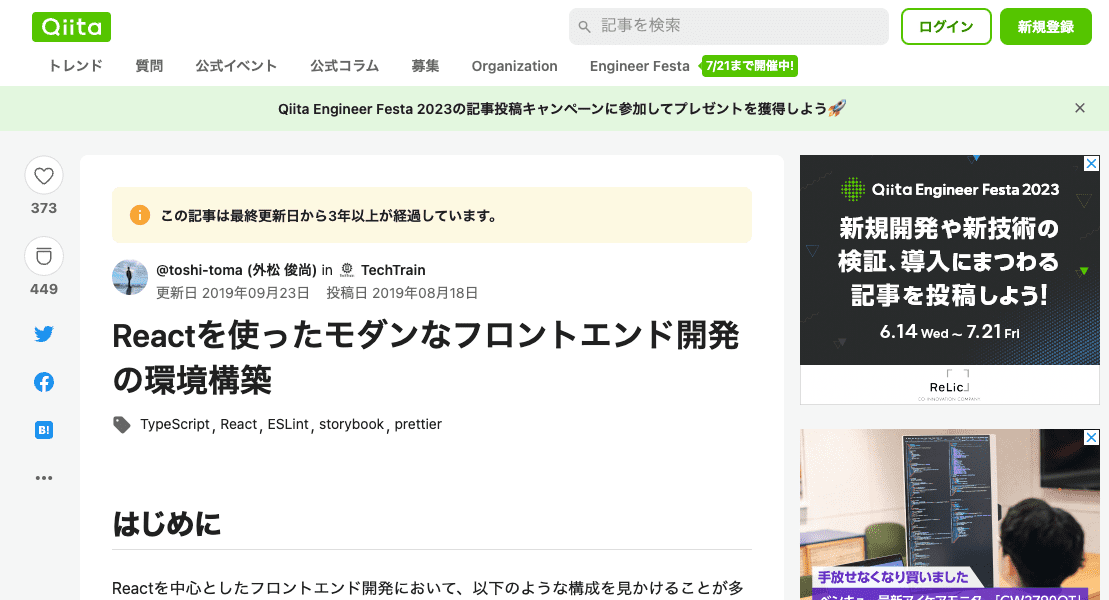 Qiita
記事を検索
ログイン
新規登録
トレンド 質問 公式イベント 公式コラム 募集 Organization Engineer Festa 7/21まで開催中!
Qiita Engineer Festa 2023の記事投稿キャンペーンに参加してプレゼントを獲得しよう🚀
373
449
B!
この記事は最終更新日から3年以上が経過しています。
@toshi-toma (外松 俊尚) in TechTrain
更新日 2019年09月23日 投稿日 2019年08月18日
Reactを使ったモダンなフロントエンド開発
の環境構築
TypeScript, React, ESLint, storybook, prettier
はじめに
Reactを中心としたフロントエンド開発において、以下のような構成を見かけることが多
Qiita Engineer Festa 2023
新規開発や新技術の
検証、導入にまつわる
記事を投稿しよう!
6.14 Wed ~ 7.21 Fri
ReLic
CO-INNOVATION COMPANY
手放せなくなり買いました